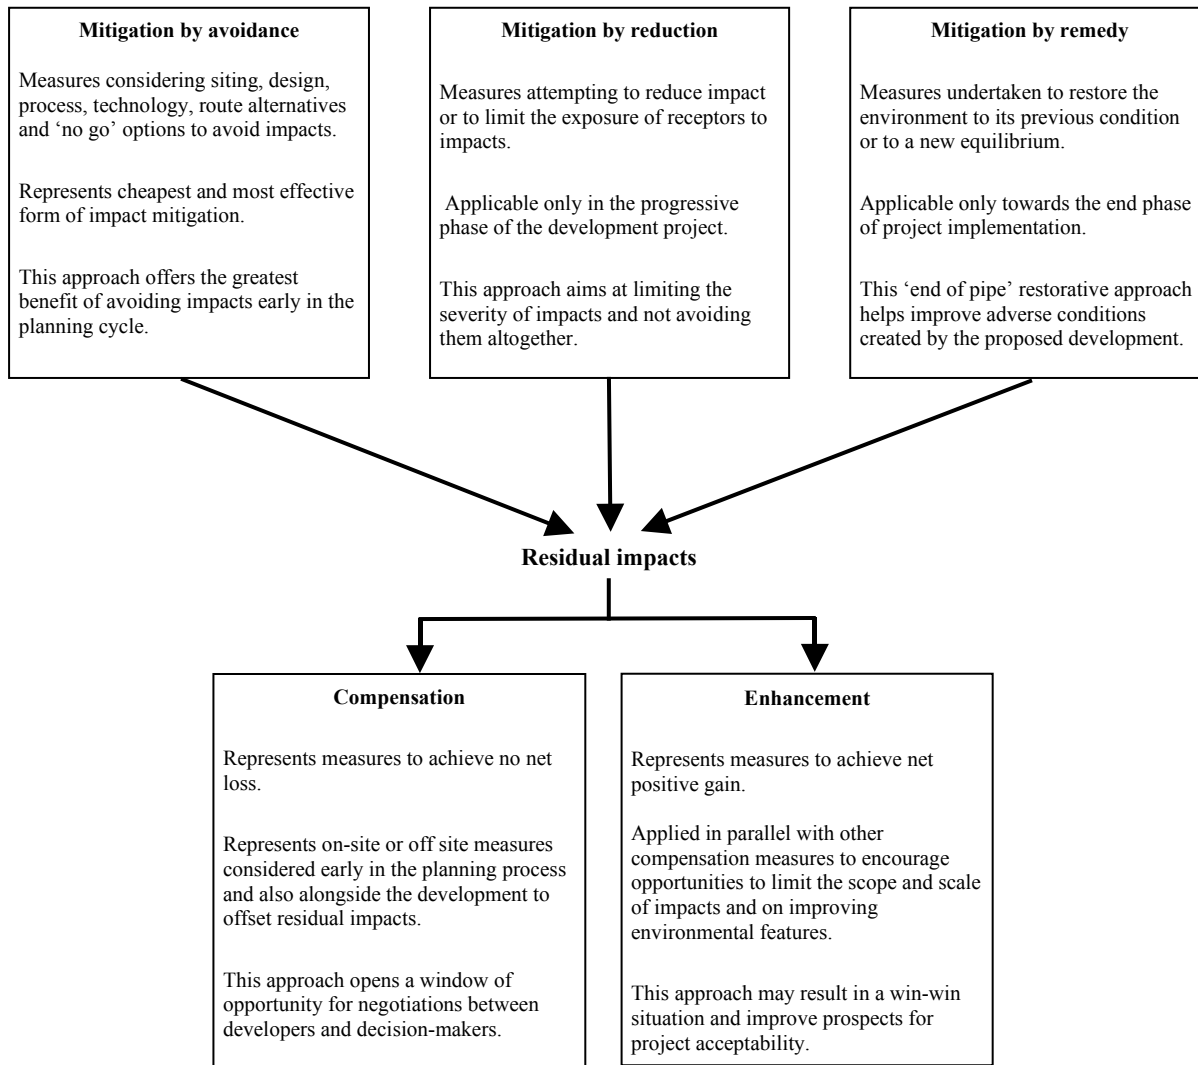 Mitigation by avoidance
Measures considering siting, design,
process, technology, route alternatives
and ‘no go’ options to avoid impacts.
Represents cheapest and most effective
form of impact mitigation.
This approach offers the greatest
benefit of avoiding impacts early in the
planning cycle.
Mitigation by reduction
Measures attempting to reduce impact
or to limit the exposure of receptors to
impacts.
Applicable only in the progressive
phase of the development project.
This approach aims at limiting the
severity of impacts and not avoiding
them altogether.
Mitigation by remedy
Measures undertaken to restore the
environment to its previous condition
or to a new equilibrium.
Applicable only towards the end phase
of project implementation.
This ‘end of pipe’ restorative approach
helps improve adverse conditions
created by the proposed development.
Residual impacts
Compensation
Represents measures to achieve no net
loss.
Represents on-site or off site measures
considered early in the planning process
and also alongside the development to
offset residual impacts.
This approach opens a window of
opportunity for negotiations between
developers and decision-makers.
Enhancement
Represents measures to achieve net
positive gain.
Applied in parallel with other
compensation measures to encourage
opportunities to limit the scope and scale
of impacts and on improving
environmental features.
This approach may result in a win-win
situation and improve prospects for
project acceptability.